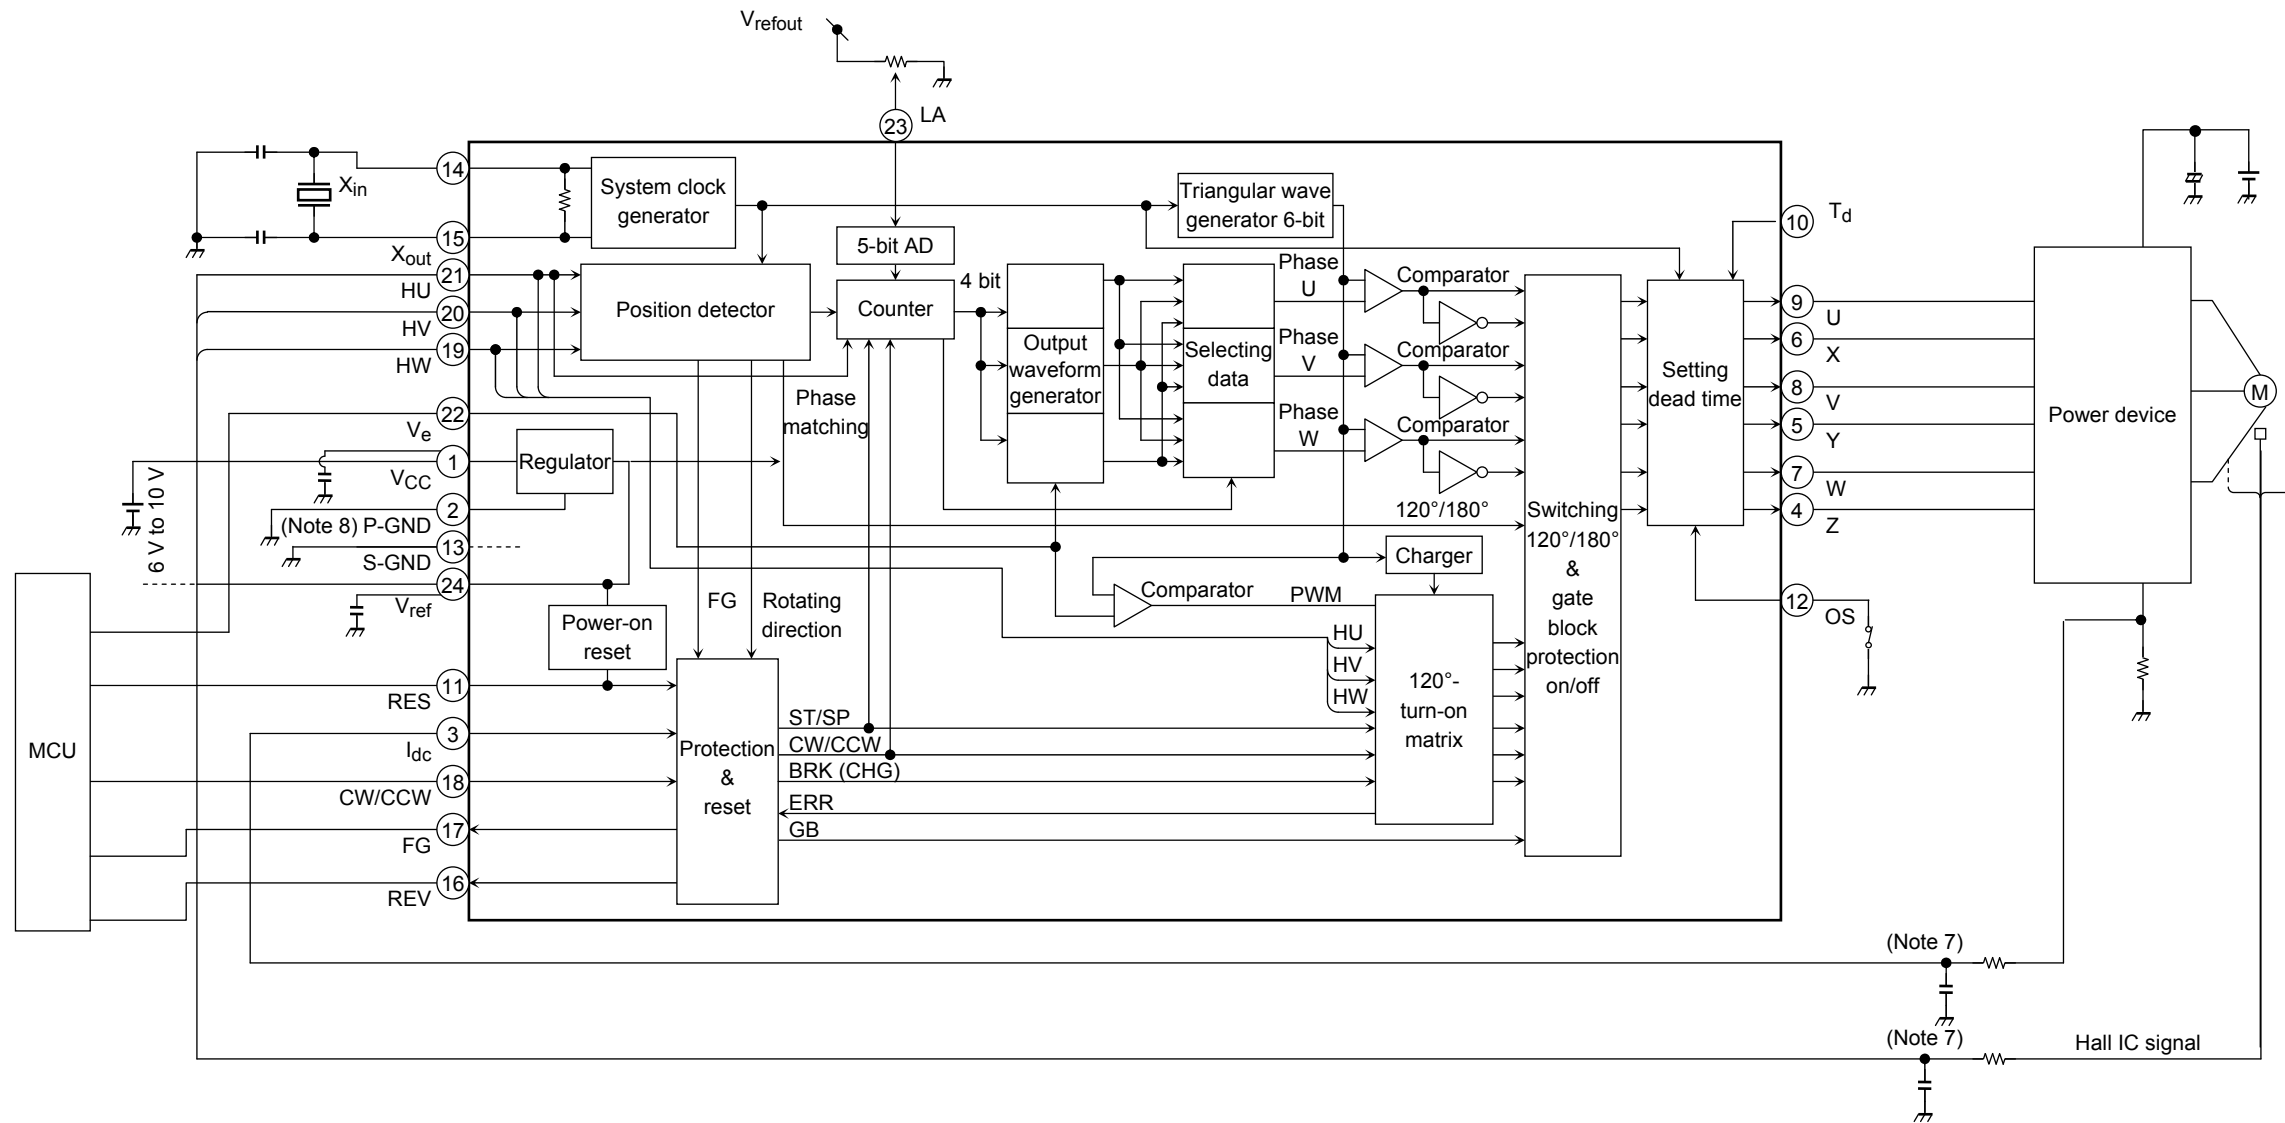 Vrefout
23
LA
14
Xin
15
Xout
21
HU
20
HV
19
HW
22
Ve
1
VCC
2
(Note 8) P-GND
13
S-GND
24
Vref
6 V to 10 V
MCU
11
RES
3
Idc
18
CW/CCW
17
FG
16
REV
System clock
generator
5-bit AD
Position detector
Counter
4 bit
Phase
matching
Regulator
Power-on
reset
FG
Rotating
direction
Protection
&
reset
ST/SP
CW/CCW
BRK (CHG)
ERR
GB
Output
waveform
generator
Selecting
data
Triangular wave
generator 6-bit
Phase
U
Phase
V
Phase
W
Comparator
Comparator
Comparator
120°/180°
Charger
Comparator
PWM
HU
HV
HW
120°-
turn-on
matrix
Switching
120°/180°
&
gate
block
protection
on/off
Setting
dead time
10
Td
9
U
6
X
8
V
5
Y
7
W
4
Z
12
OS
Power device
M
(Note 7)
(Note 7)
Hall IC signal